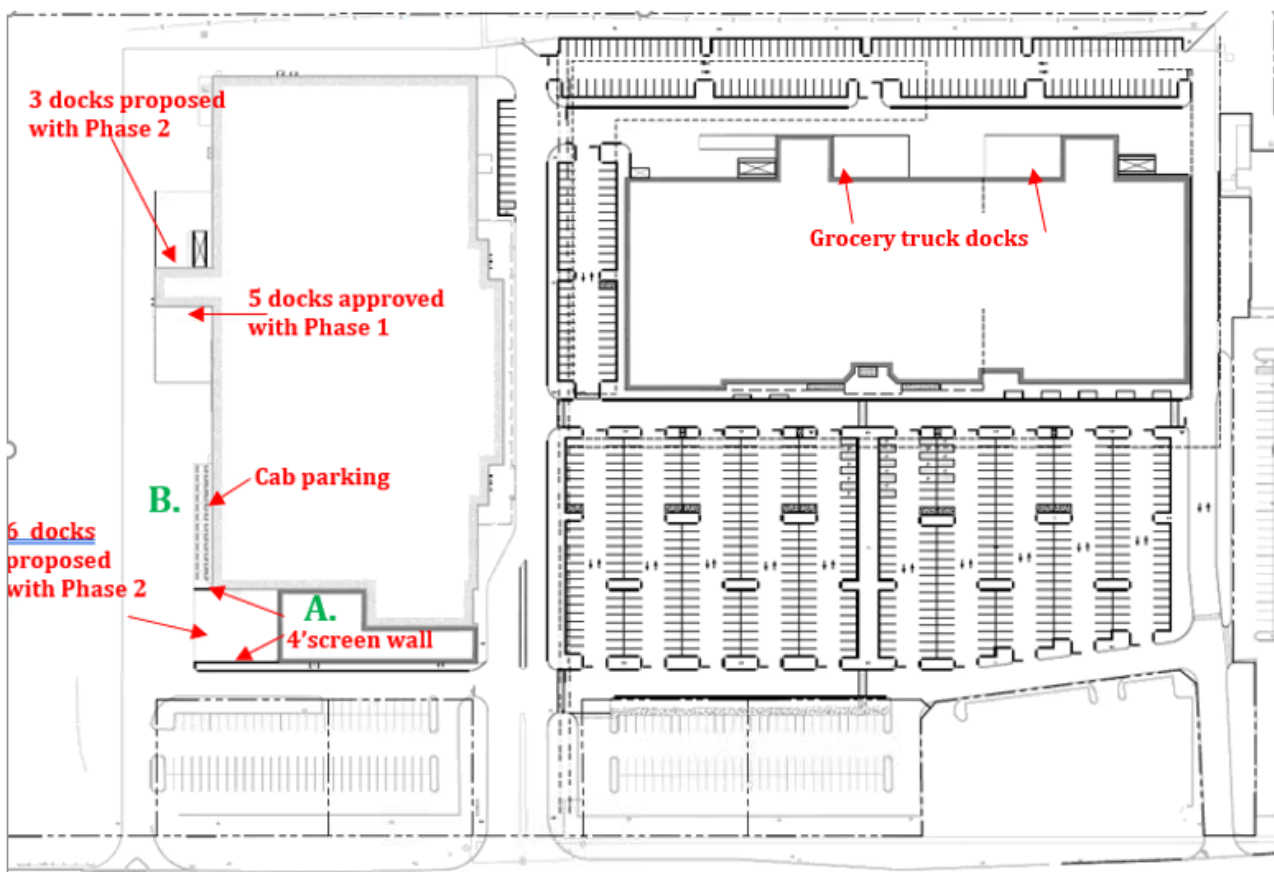 3 docks proposed
with Phase 2
Grocery truck docks
5 docks approved
with Phase 1
Cab parking
B.
6 docks
proposed
with Phase 2
A.
4'screen wall